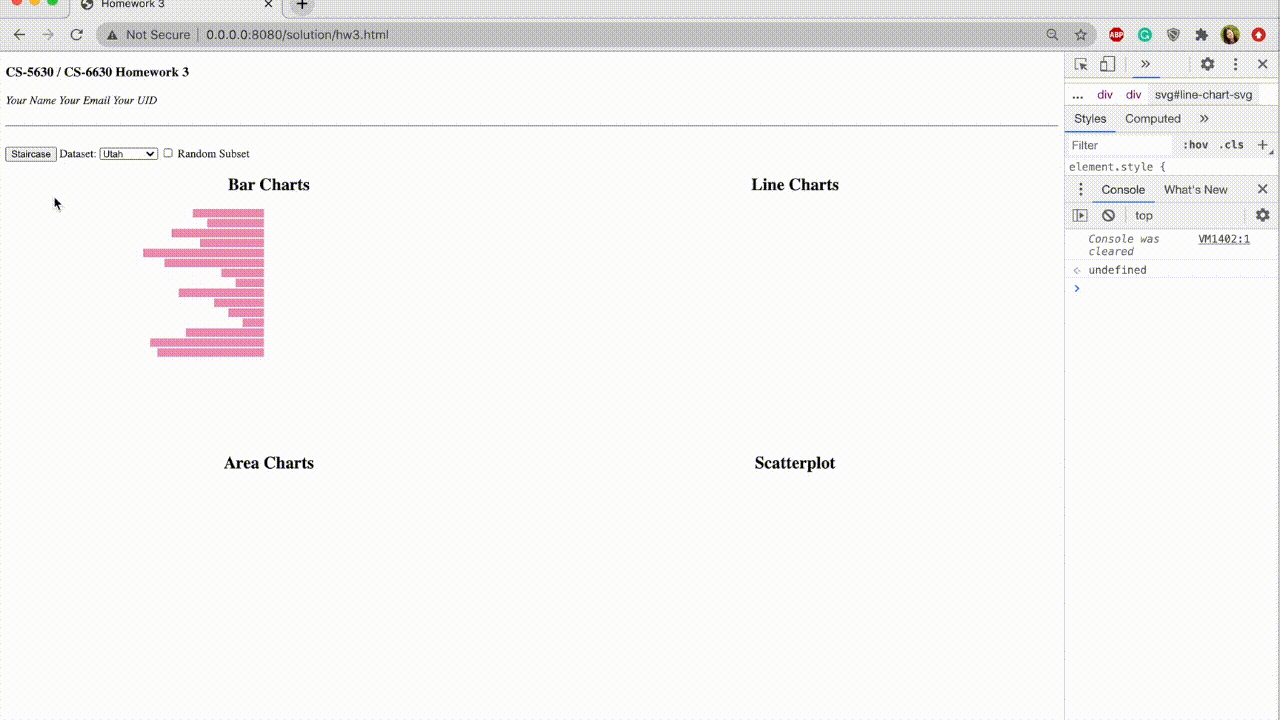 Homework 3
Not Secure | 0.0.0.0:8080/solution/hw3.html
ABP
CS-5630 / CS-6630 Homework 3
Your Name Your Email Your UID
Staircase Dataset: Utah Random Subset
Bar Charts
Line Charts
Area Charts
Scatterplot
... div div svg#line-chart-svg
Styles Computed
Filter :hov .cls
element.style {
Console What's New
top
Console was cleared VM1402:1
undefined